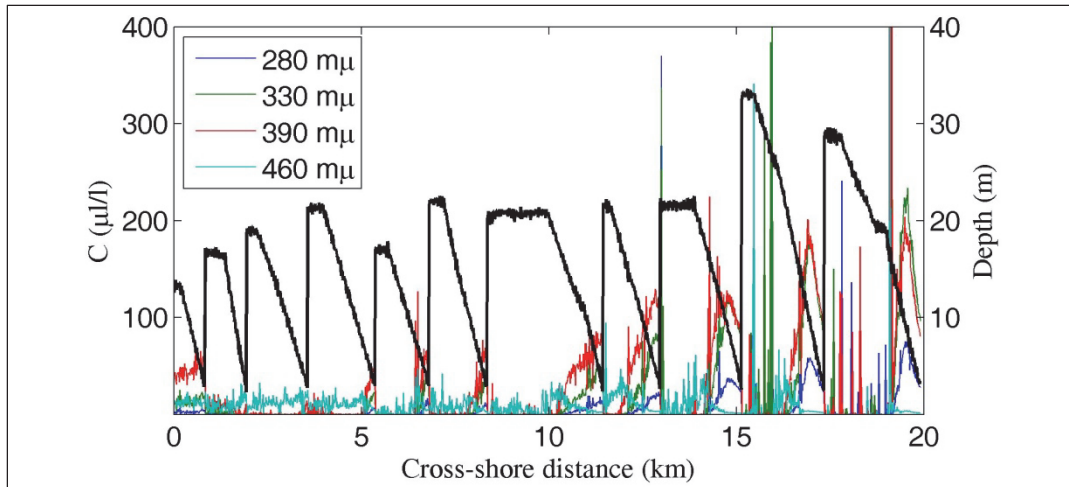 400
300
200
100
C (μl/l)
280 mμ
330 mμ
390 mμ
460 mμ
40
30
20
10
Depth (m)
0
5
10
15
20
Cross-shore distance (km)